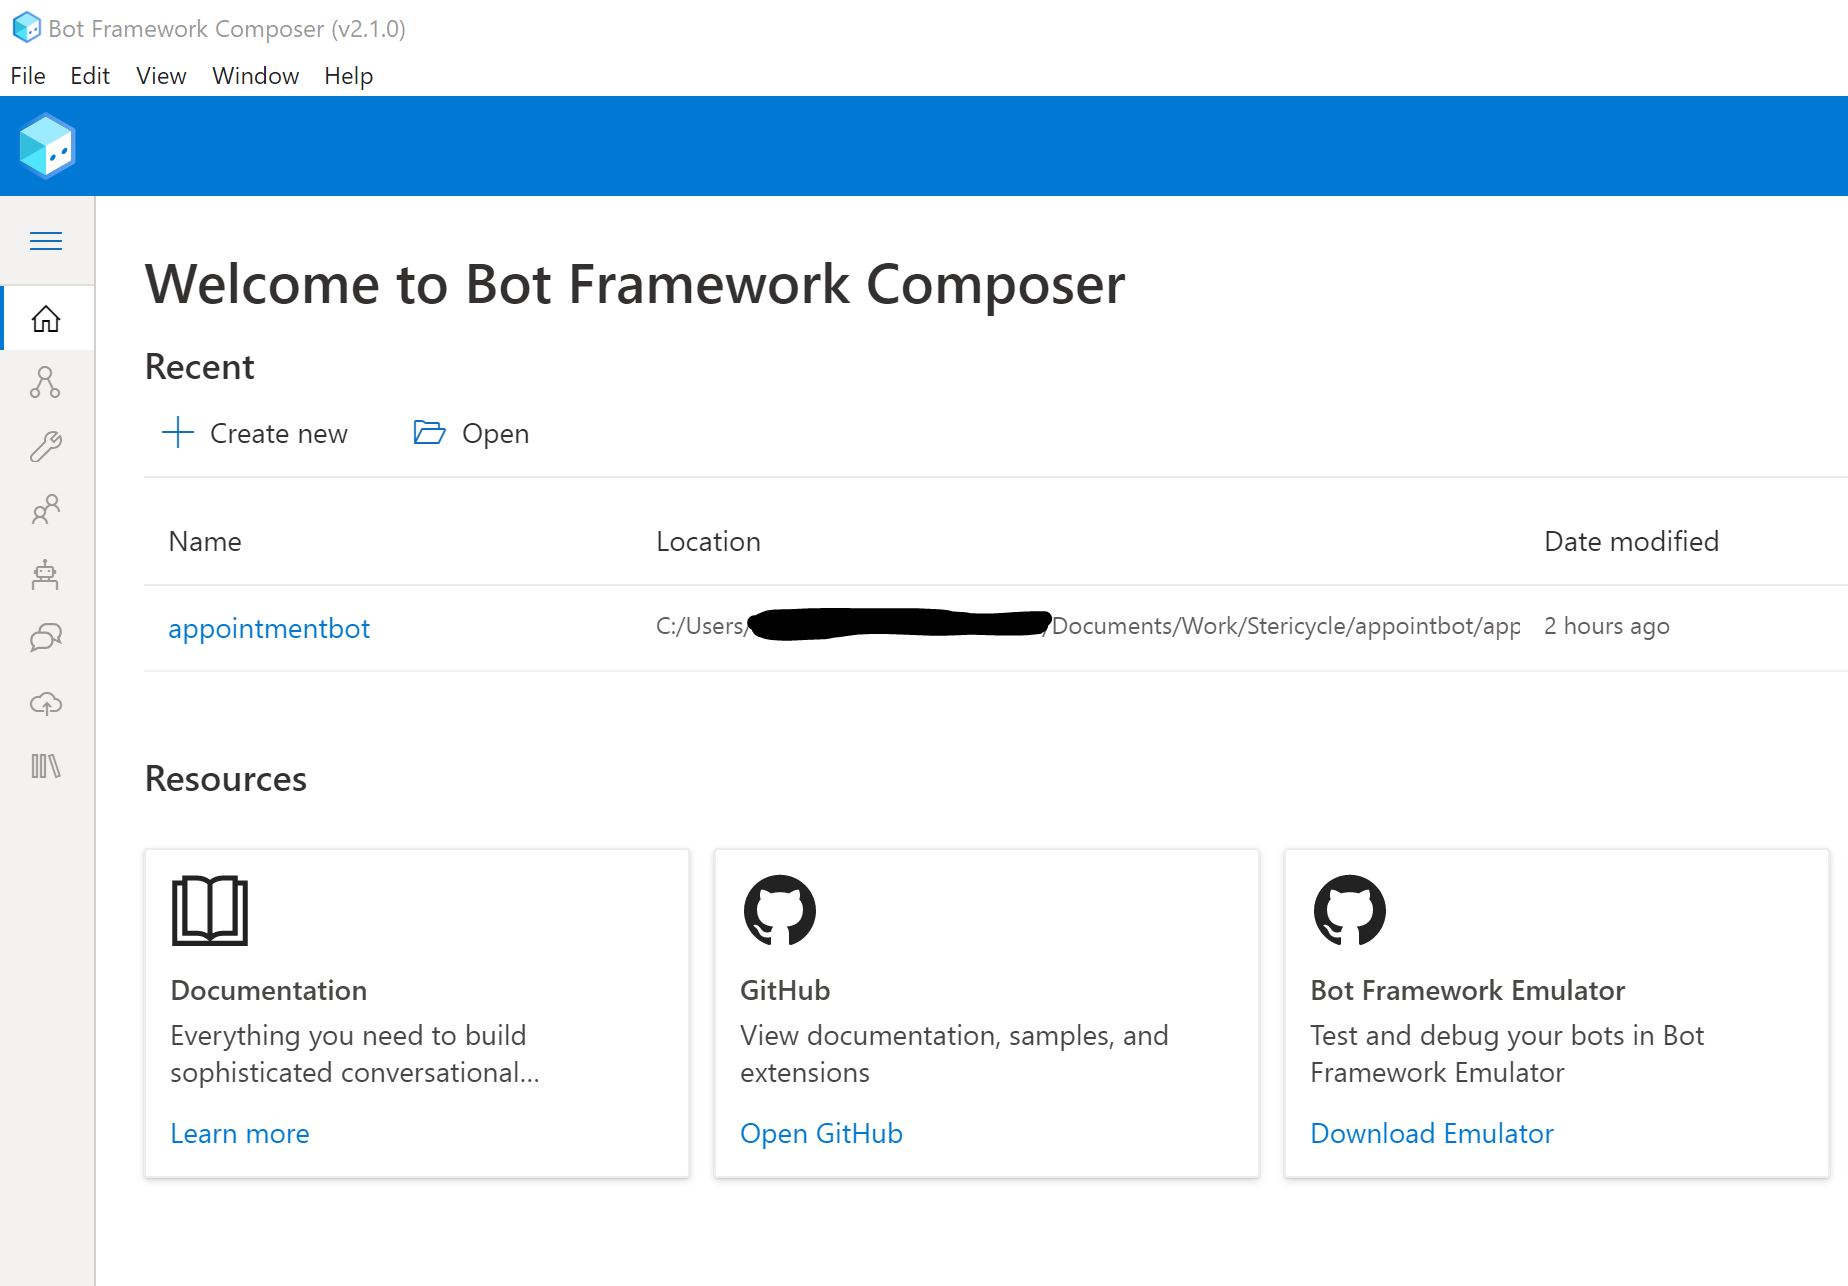 Bot Framework Composer (v2.1.0)
File Edit View Window Help
Welcome to Bot Framework Composer
Recent
Create new Open
Name Location Date modified
appointmentbot C:/Users/ /Documents/Work/Stericycle/appointbot/app 2 hours ago
Resources
Documentation
Everything you need to build
sophisticated conversational...
Learn more
GitHub
View documentation, samples, and
extensions
Open GitHub
Bot Framework Emulator
Test and debug your bots in Bot
Framework Emulator
Download Emulator